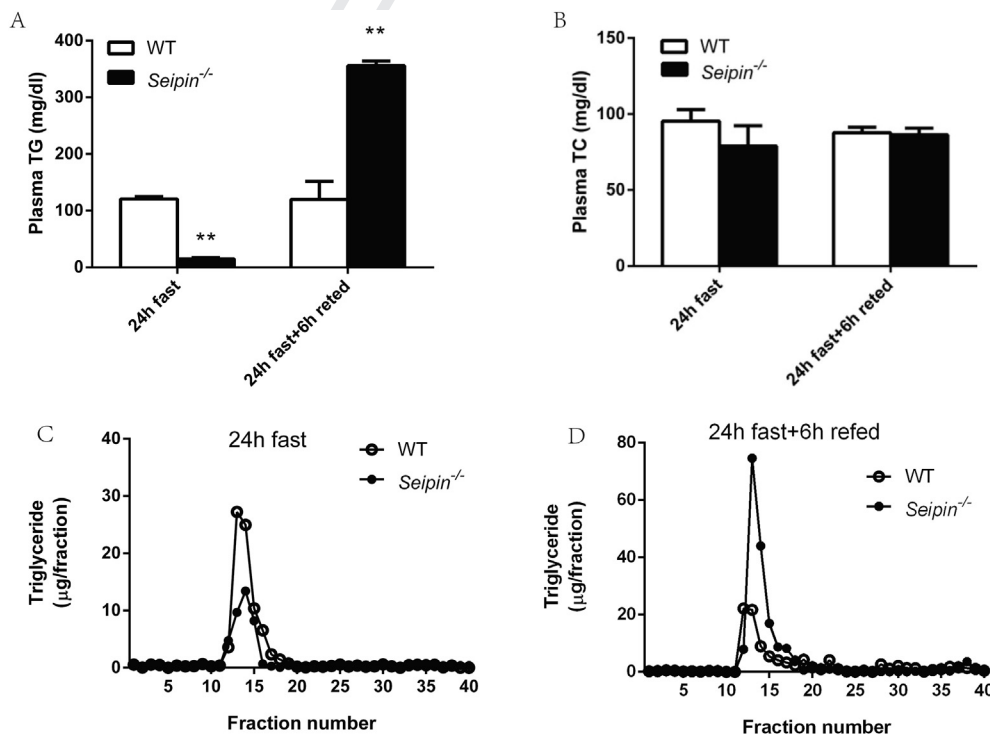 A
Plasma TG (mg/dl)
400
300
200
100
0
WT
Seipin-/-
**
**
24h fast
24h fast+6h reted
B
Plasma TC (mg/dl)
150
100
50
0
WT
Seipin-/-
24h fast
24h fast+6h reted
C
24h fast
Triglyceride
(μg/fraction)
40
30
20
10
0
WT
Seipin-/-
5 10 15 20 25 30 35 40
Fraction number
D
24h fast+6h refed
Triglyceride
(μg/fraction)
80
60
40
20
0
WT
Seipin-/-
5 10 15 20 25 30 35 40
Fraction number